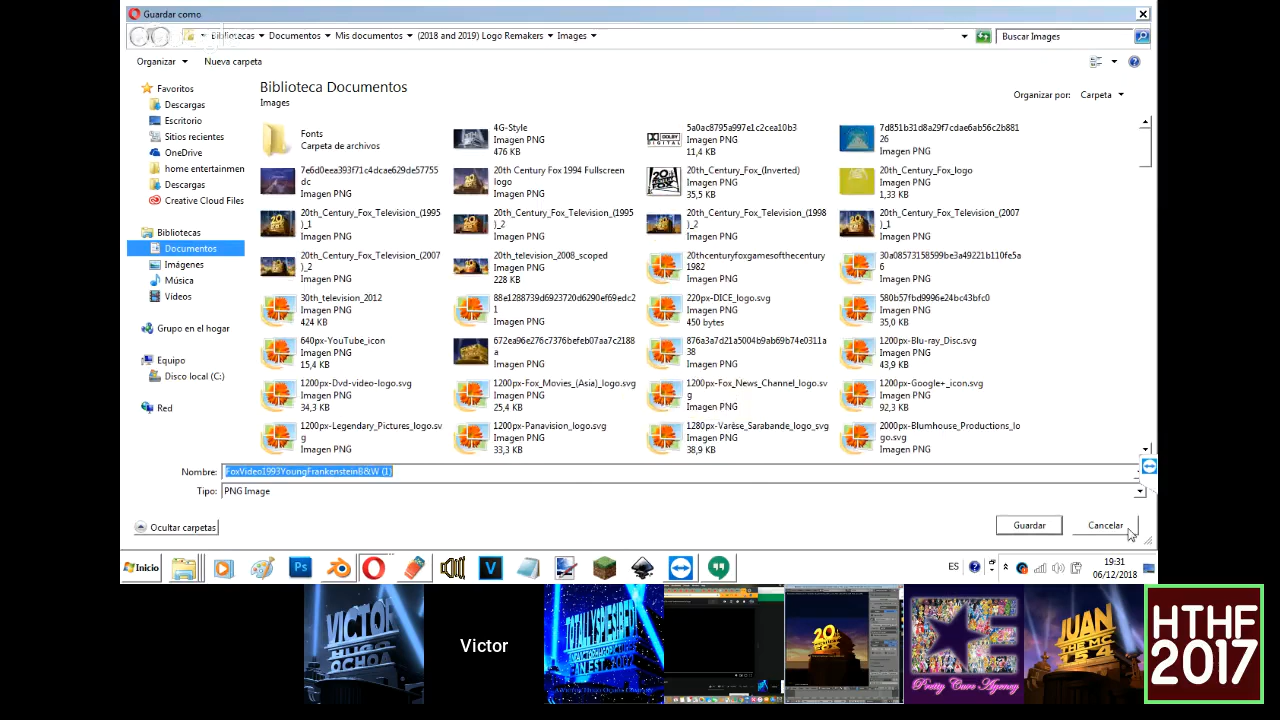 Guardar como
Bibliotecas
Documentos
Mis documentos
(2018 and 2019) Logo Remakers
Images
Buscar Images
Organizar
Nueva carpeta
Favoritos
Descargas
Escritorio
Sitios recientes
OneDrive
home entertainmen
Descargas
Creative Cloud Files
Bibliotecas
Documentos
Imágenes
Música
Vídeos
Grupo en el hogar
Equipo
Disco local (C:)
Red
Biblioteca Documentos
Images
Organizar por:
Carpeta
Fonts
Carpeta de archivos
4G-Style
Imagen PNG
476 KB
5a0ac8795a997e1c2cea10b3
Imagen PNG
11,4 KB
7d851b31d8a29f7cdae6ab56c2b881
26
Imagen PNG
7e6d0eea393f71c4dcae629de57755
dc
Imagen PNG
20th Century Fox 1994 Fullscreen
logo
Imagen PNG
20th_Century_Fox_(Inverted)
Imagen PNG
35,5 KB
20th_Century_Fox_logo
Imagen PNG
1,33 KB
20th_Century_Fox_Television_(1995
)_1
Imagen PNG
20th_Century_Fox_Television_(1995
)_2
Imagen PNG
20th_Century_Fox_Television_(1998
)_2
Imagen PNG
20th_Century_Fox_Television_(2007
)_1
Imagen PNG
20th_Century_Fox_Television_(2007
)_2
Imagen PNG
20th_television_2008_scoped
Imagen PNG
228 KB
20thcenturyfoxgamesofthecentury
1982
Imagen PNG
30a08573158599be3a49221b110fe5a
6
Imagen PNG
30th_television_2012
Imagen PNG
424 KB
88e1288739d6923720d6290ef69edc2
1
Imagen PNG
220px-DICE_logo.svg
Imagen PNG
450 bytes
580b57fbd9996e24bc43bfc0
Imagen PNG
35,0 KB
640px-YouTube_icon
Imagen PNG
15,4 KB
672ea96e276c7376befeb07aa7c2188
a
Imagen PNG
876a3a7d21a5004b9ab69b74e0311a
38
Imagen PNG
1200px-Blu-ray_Disc.svg
Imagen PNG
43,9 KB
1200px-Dvd-video-logo.svg
Imagen PNG
34,3 KB
1200px-Fox_Movies_(Asia)_logo.svg
Imagen PNG
25,4 KB
1200px-Fox_News_Channel_logo.sv
g
Imagen PNG
1200px-Google+_icon.svg
Imagen PNG
92,3 KB
1200px-Legendary_Pictures_logo.sv
g
Imagen PNG
1200px-Panavision_logo.svg
Imagen PNG
33,3 KB
1280px-Varèse_Sarabande_logo_svg
Imagen PNG
38,9 KB
2000px-Blumhouse_Productions_lo
go.svg
Imagen PNG
Nombre:
FoxVideo1993YoungFrankensteinB&W (1)
Tipo:
PNG Image
Ocultar carpetas
Guardar
Cancelar
Inicio
ES
19:31
06/12/2018
VICTOR
OCHOA
Victor
20
Pretty Cure Agency
JUAN
THE MC
154
HTHF
2017